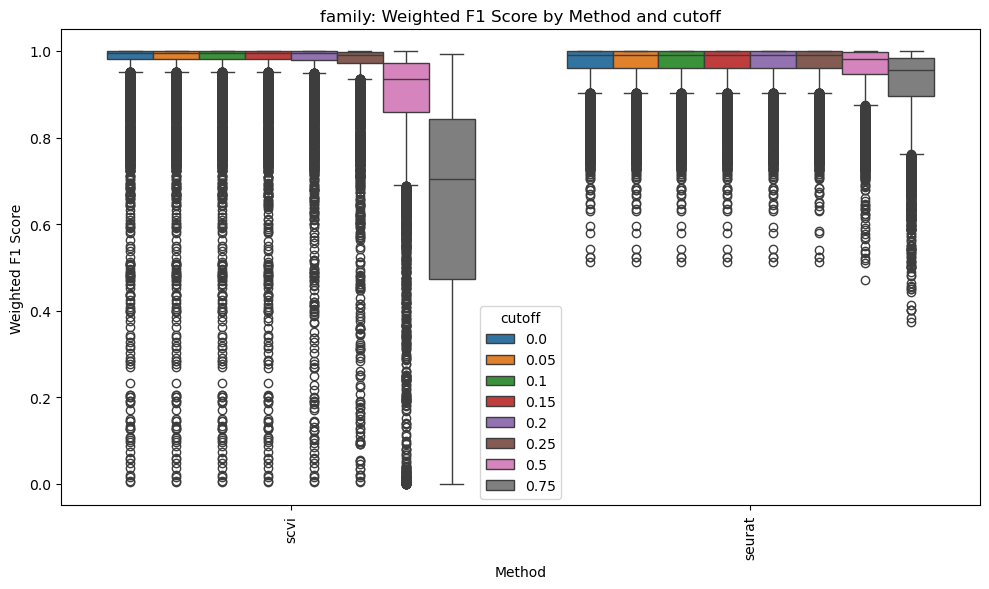 family: Weighted F1 Score by Method and cutoff
Weighted F1 Score
1.0
0.8
0.6
0.4
0.2
0.0
cutoff
0.0
0.05
0.1
0.15
0.2
0.25
0.5
0.75
scvi
seurat
Method